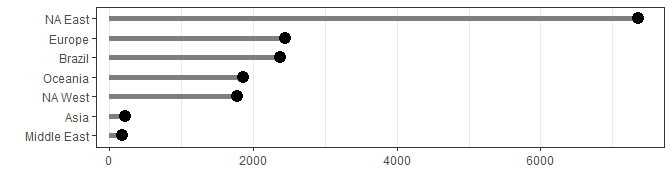 NA East
Europe
Brazil
Oceania
NA West
Asia
Middle East
0 2000 4000 6000